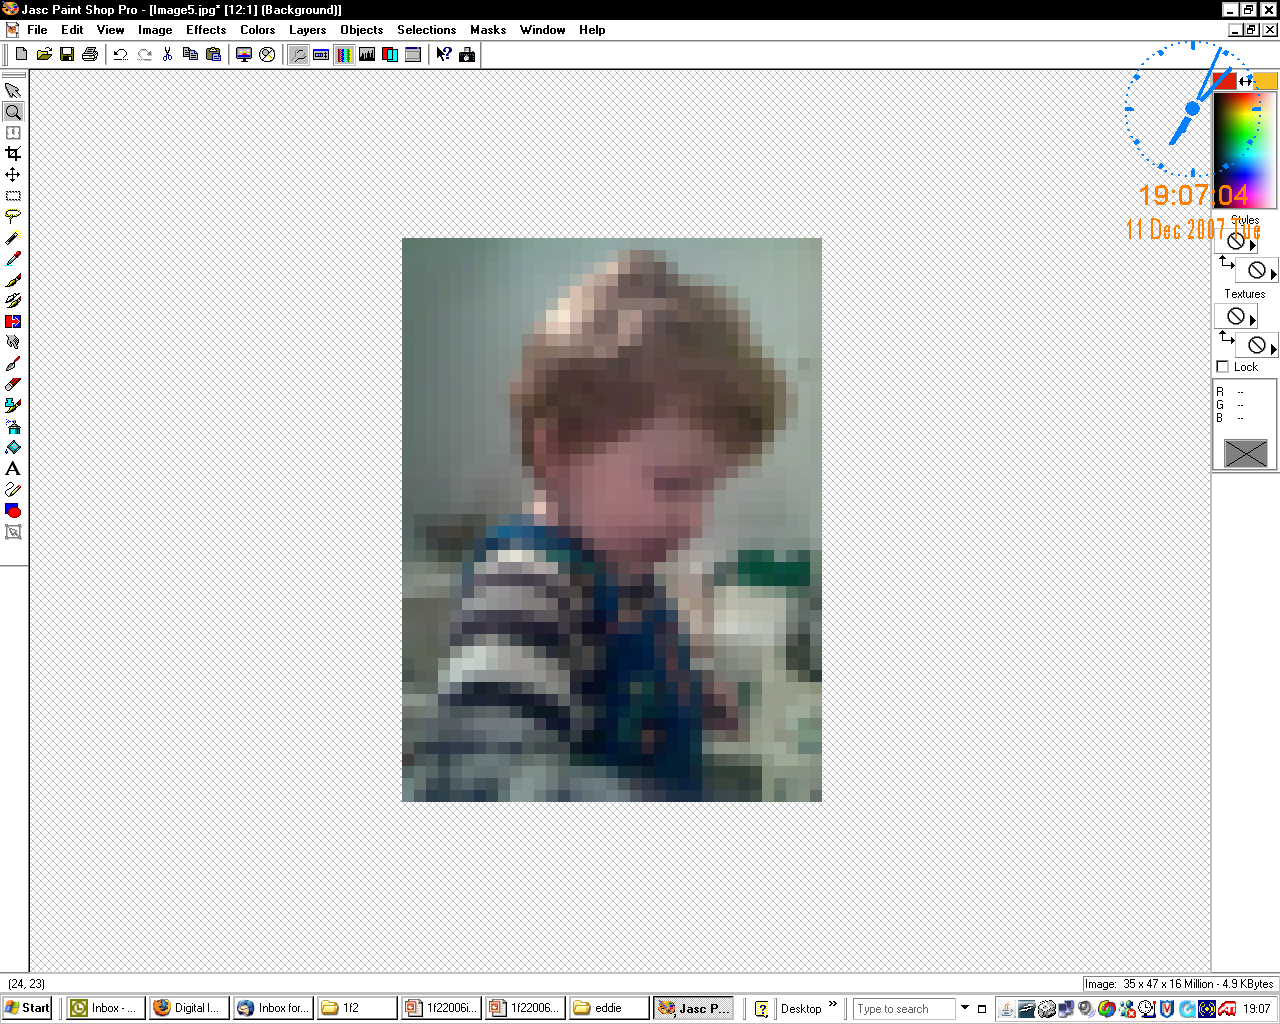 Jasc Paint Shop Pro - [Image5.jpg* [12:1] (Background)]
File Edit View Image Effects Colors Layers Objects Selections Masks Window Help
19:07:04
11 Dec 2007 Tue
Styles
Textures
Lock
R --
G --
B --
(24, 23)
Image: 35 x 47 x 16 Million - 4.9 KBytes
Start Inbox - ... Digital I... Inbox for... 1f2 1f22006i... 1f22006... eddie Jasc P... Desktop » Type to search 19:07